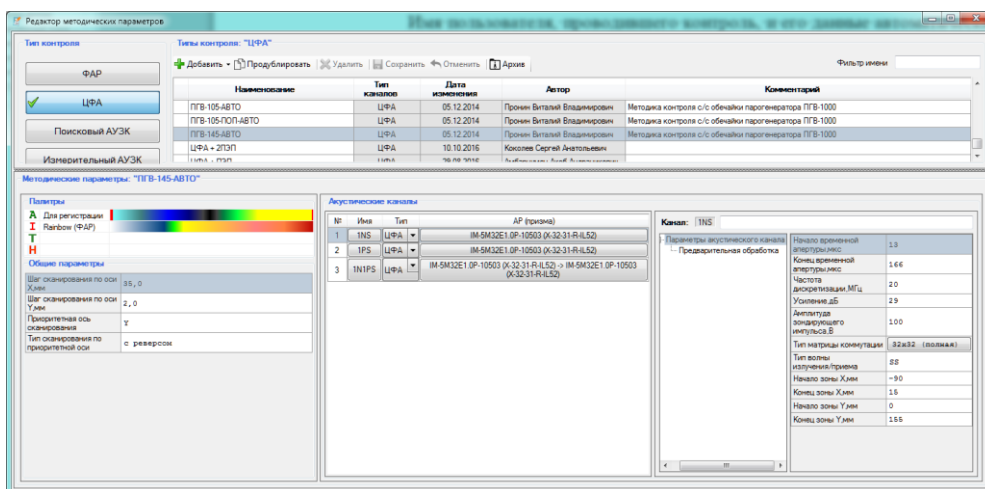 Редактор методических параметров
Имя пользователя, проводившего контроль, и его данные
Тип контроля
ФАР
ЦФА
Поисковый АУЗК
Измерительный АУЗК
Типы контроля: "ЦФА"
Добавить Продублировать Удалить Сохранить Отменить Архив Фильтр имени
Наименование Тип каналов Дата изменения Автор Комментарий
ПГВ-105-АВТО ЦФА 05.12.2014 Пронин Виталий Владимирович Методика контроля с/с обечайки парогенератора ПГВ-1000
ПГВ-105-ПОП-АВТО ЦФА 05.12.2014 Пронин Виталий Владимирович Методика контроля с/с обечайки парогенератора ПГВ-1000
ПГВ-145-АВТО ЦФА 05.12.2014 Пронин Виталий Владимирович Методика контроля с/с обечайки парогенератора ПГВ-1000
ЦФА + 2ПЭП ЦФА 10.10.2016 Коколев Сергей Анатольевич
Методические параметры: "ПГВ-145-АВТО"
Палитры
A Для регистрации
I Rainbow (ФАР)
T
H
Общие параметры
Шаг сканирования по оси X,мм 35,0
Шаг сканирования по оси Y,мм 2,0
Приоритетная ось сканирования Y
Тип сканирования по приоритетной оси с реверсом
Акустические каналы
№ Имя Тип АР (призма)
1 1NS ЦФА IM-5M32E1.0P-10503 (X-32-31-R-IL52)
2 1PS ЦФА IM-5M32E1.0P-10503 (X-32-31-R-IL52)
3 1N1PS ЦФА IM-5M32E1.0P-10503 (X-32-31-R-IL52) -> IM-5M32E1.0P-10503 (X-32-31-R-IL52)
Канал: 1NS
Параметры акустического канала
Предварительная обработка
Начало временной апертуры,мкс 13
Конец временной апертуры,мкс 166
Частота дискретизации,МГц 20
Усиление,дБ 29
Амплитуда зондирующего импульса,В 100
Тип матрицы коммутации 32x32 (полная)
Тип волны излучения/приема SS
Начало зоны X,мм -90
Конец зоны X,мм 15
Начало зоны Y,мм 0
Конец зоны Y,мм 155